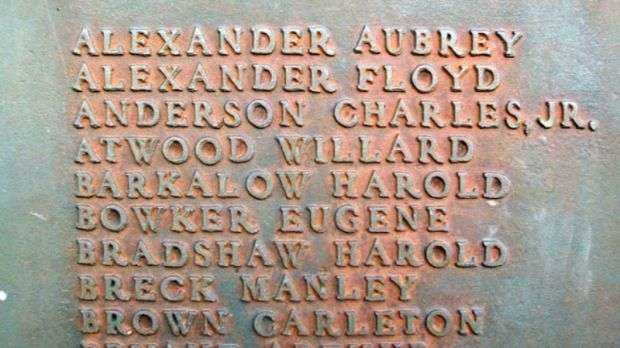 ALEXANDER AUBREY
ALEXANDER FLOYD
ANDERSON CHARLES, JR.
ATWOOD WILLARD
BARKALOW HAROLD
BOWKER EUGENE
BRADSHAW HAROLD
BRECK MANLEY
BROWN CARLETON